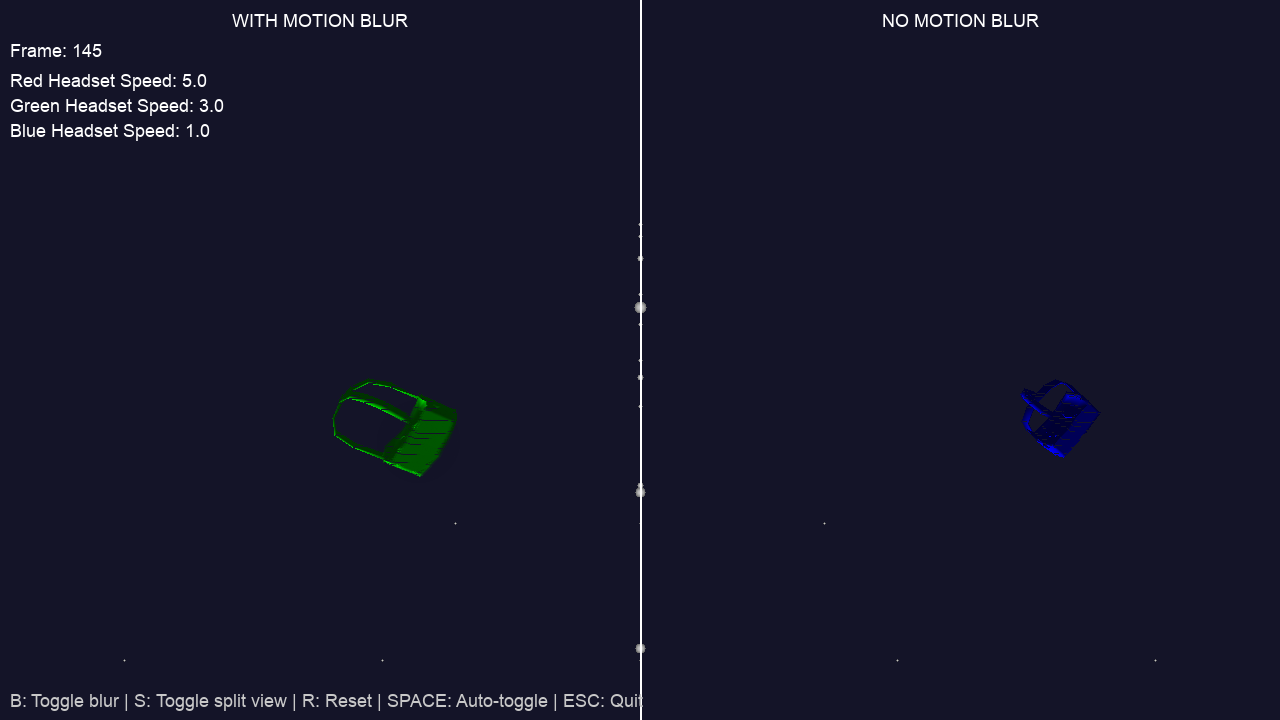 WITH MOTION BLUR
NO MOTION BLUR
Frame: 145
Red Headset Speed: 5.0
Green Headset Speed: 3.0
Blue Headset Speed: 1.0
B: Toggle blur | S: Toggle split view | R: Reset | SPACE: Auto-toggle | ESC: Quit